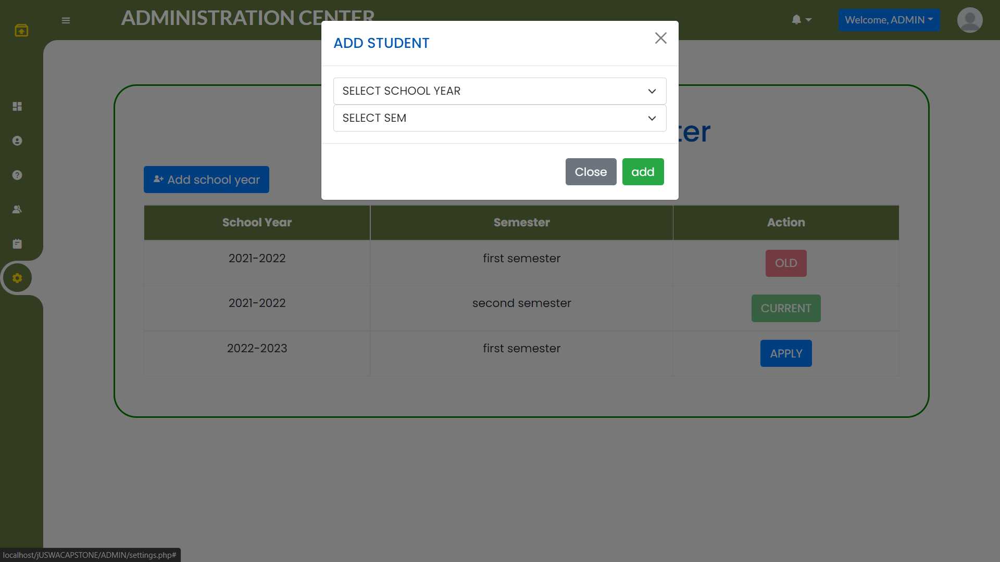 ADMINISTRATION CENTER
Welcome, ADMIN
ADD STUDENT
SELECT SCHOOL YEAR
SELECT SEM
ter
Close
add
Add school year
School Year
Semester
Action
2021-2022
first semester
OLD
2021-2022
second semester
CURRENT
2022-2023
first semester
APPLY
localhost/jUSWACAPSTONE/ADMIN/settings.php#